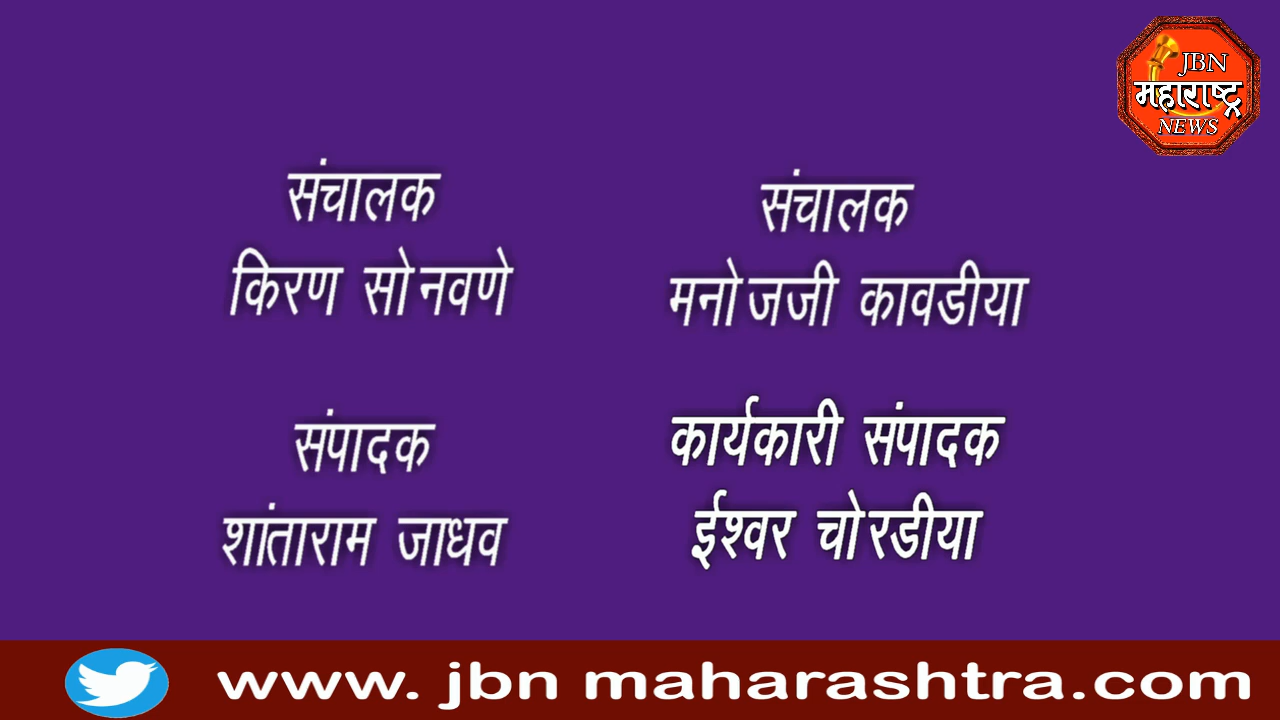 JBN
महाराष्ट्र
NEWS
संचालक
किरण सोनवणे
संचालक
मनोजजी कावडीया
संपादक
शांताराम जाधव
कार्यकारी संपादक
ईश्वर चोरडीया
www. jbn maharashtra.com